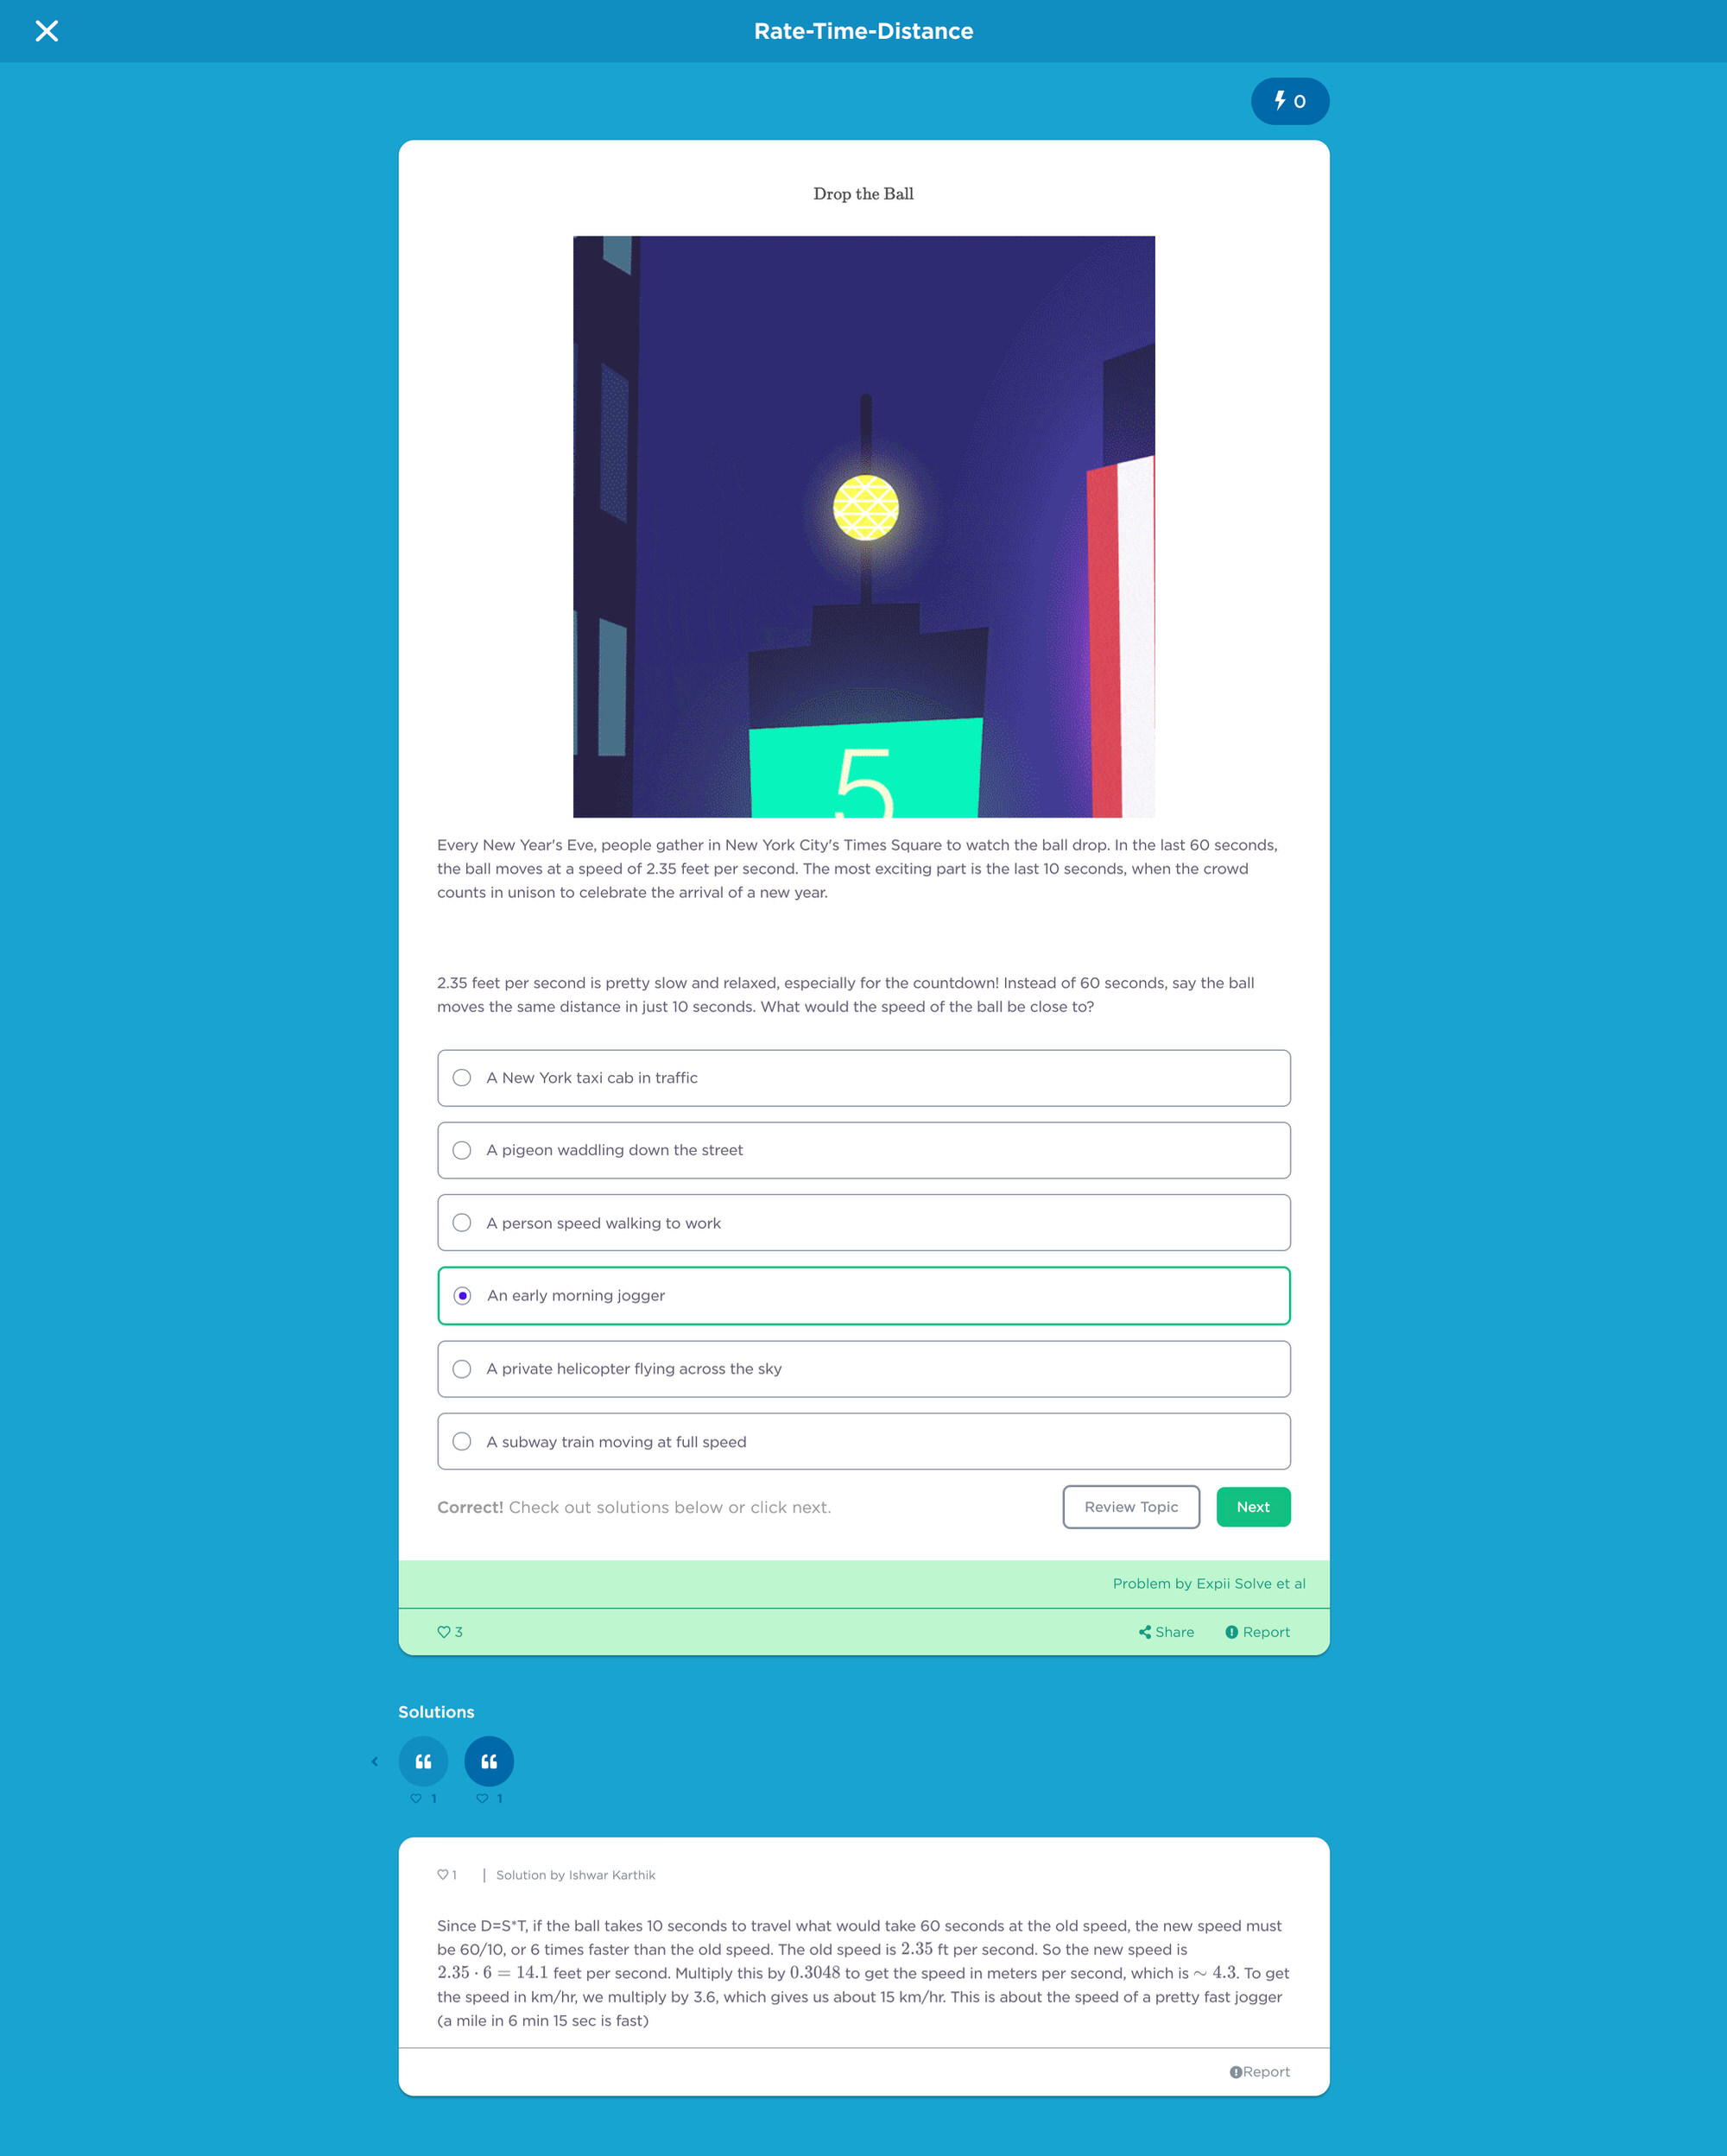 Rate-Time-Distance
0
Drop the Ball
5
Every New Year's Eve, people gather in New York City's Times Square to watch the ball drop. In the last 60 seconds,
the ball moves at a speed of 2.35 feet per second. The most exciting part is the last 10 seconds, when the crowd
counts in unison to celebrate the arrival of a new year.
2.35 feet per second is pretty slow and relaxed, especially for the countdown! Instead of 60 seconds, say the ball
moves the same distance in just 10 seconds. What would the speed of the ball be close to?
A New York taxi cab in traffic
A pigeon waddling down the street
A person speed walking to work
An early morning jogger
A private helicopter flying across the sky
A subway train moving at full speed
Correct! Check out solutions below or click next.
Review Topic
Next
Problem by Expii Solve et al
3
Share
Report
Solutions
1
1
1 | Solution by Ishwar Karthik
Since D=S*T, if the ball takes 10 seconds to travel what would take 60 seconds at the old speed, the new speed must
be 60/10, or 6 times faster than the old speed. The old speed is 2.35 ft per second. So the new speed is
2.35 · 6 = 14.1 feet per second. Multiply this by 0.3048 to get the speed in meters per second, which is ∼ 4.3. To get
the speed in km/hr, we multiply by 3.6, which gives us about 15 km/hr. This is about the speed of a pretty fast jogger
(a mile in 6 min 15 sec is fast)
Report